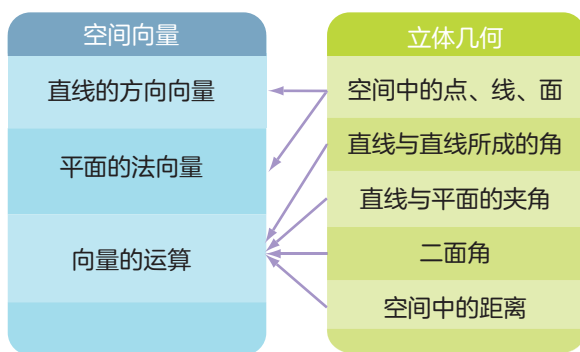 空间向量
直线的方向向量
平面的法向量
向量的运算
立体几何
空间中的点、线、面
直线与直线所成的角
直线与平面的夹角
二面角
空间中的距离